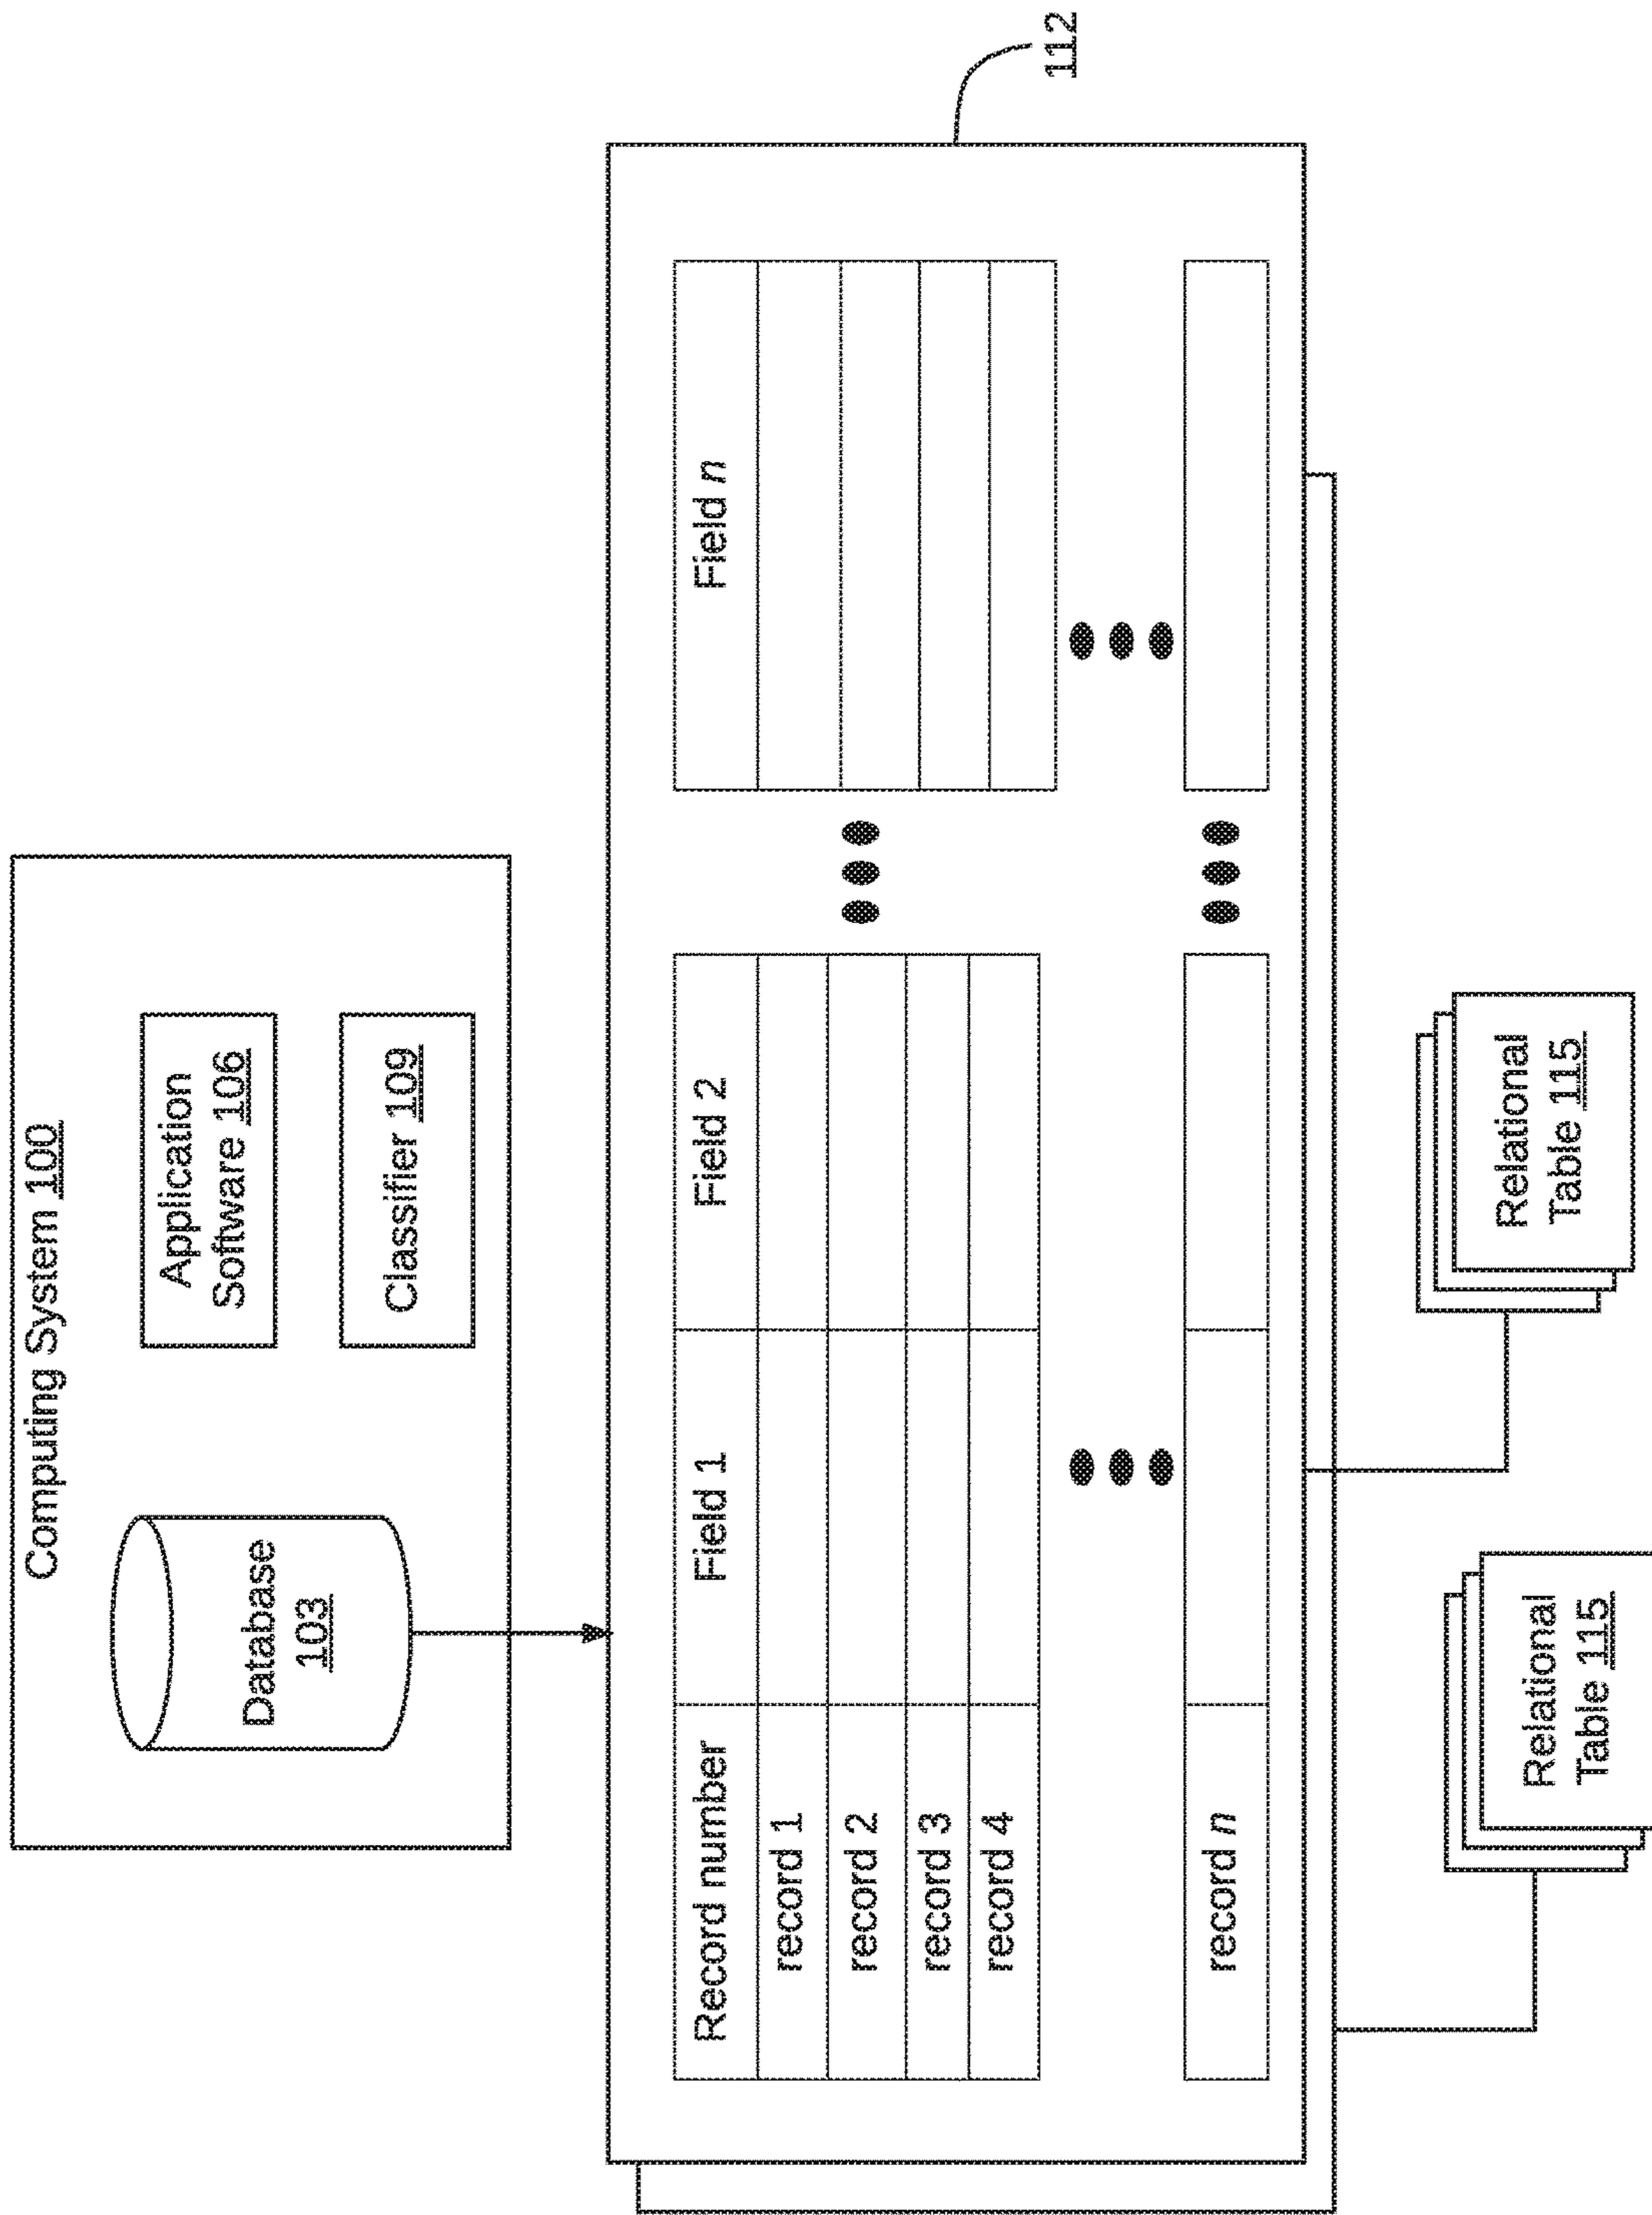 Computing System 100
Database
103
Application
Software 106
Classifier 109
112
Record number Field 1 Field 2 Field n
record 1
record 2
record 3
record 4
record n
Relational
Table 115
Relational
Table 115